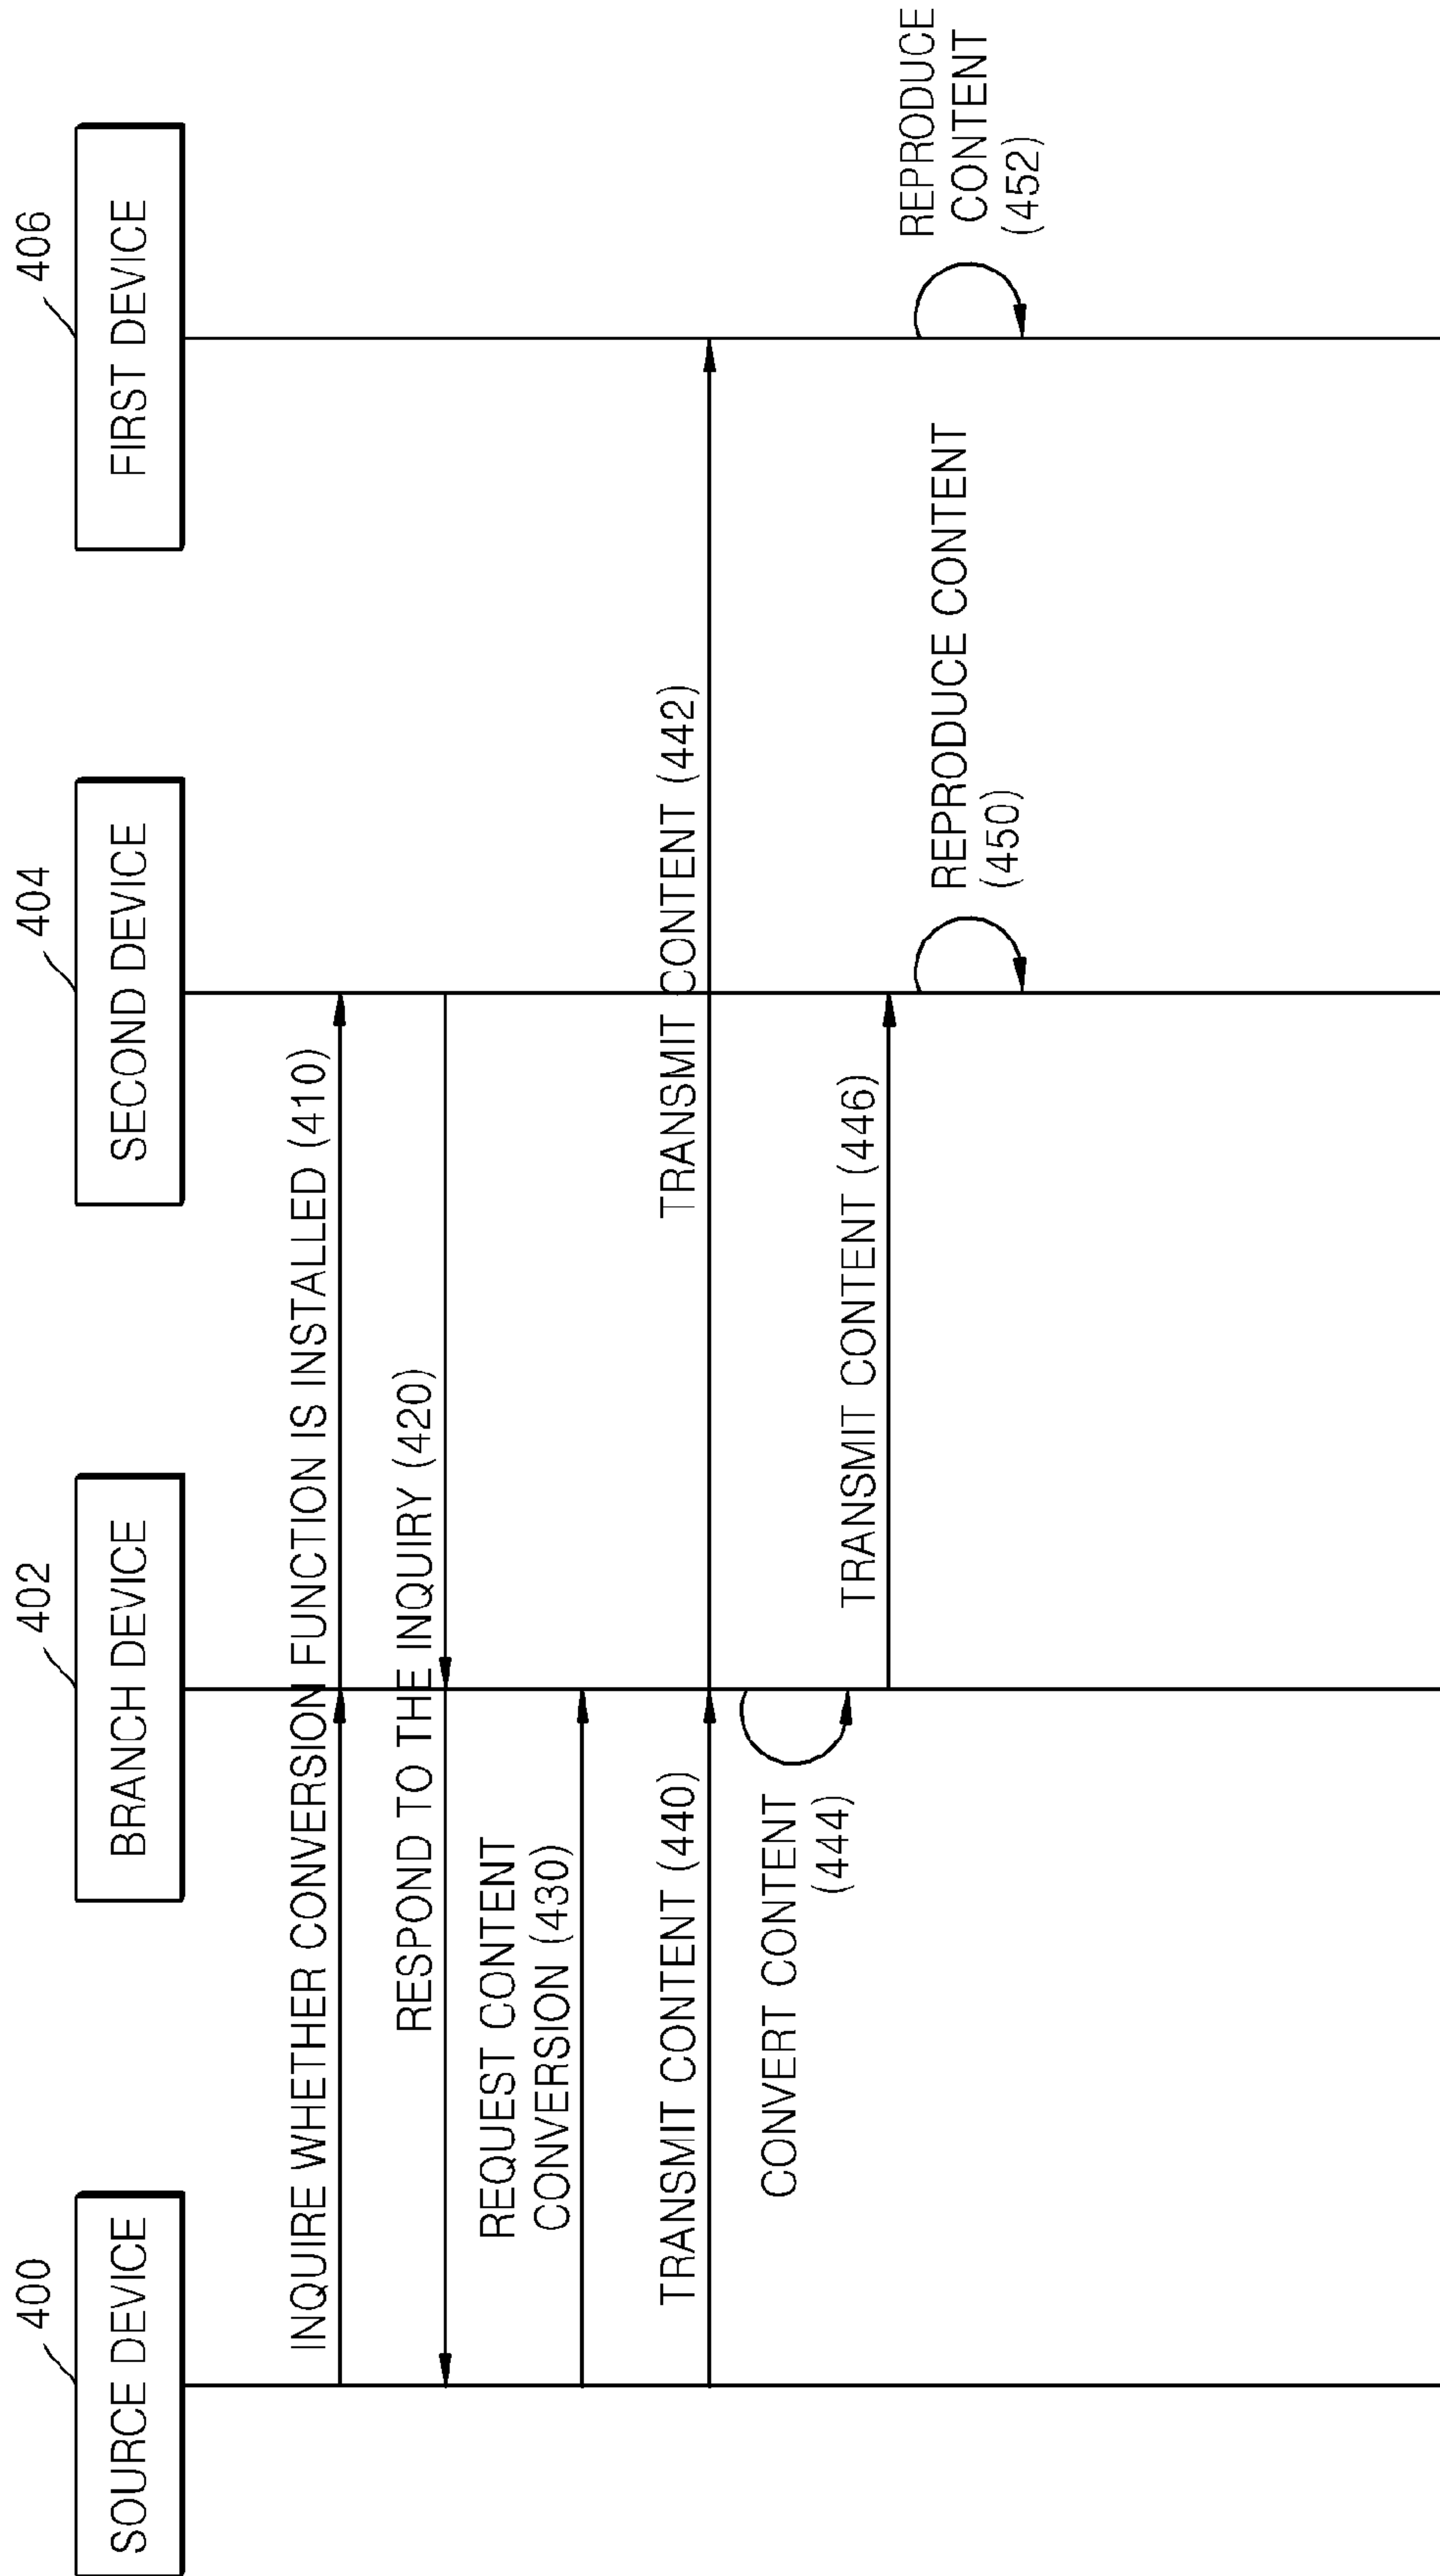 400
402
404
406
SOURCE DEVICE
BRANCH DEVICE
SECOND DEVICE
FIRST DEVICE
INQUIRE WHETHER CONVERSION FUNCTION IS INSTALLED (410)
RESPOND TO THE INQUIRY (420)
REQUEST CONTENT
CONVERSION (430)
TRANSMIT CONTENT (440)
TRANSMIT CONTENT (442)
CONVERT CONTENT
(444)
TRANSMIT CONTENT (446)
REPRODUCE CONTENT
(450)
REPRODUCE
CONTENT
(452)